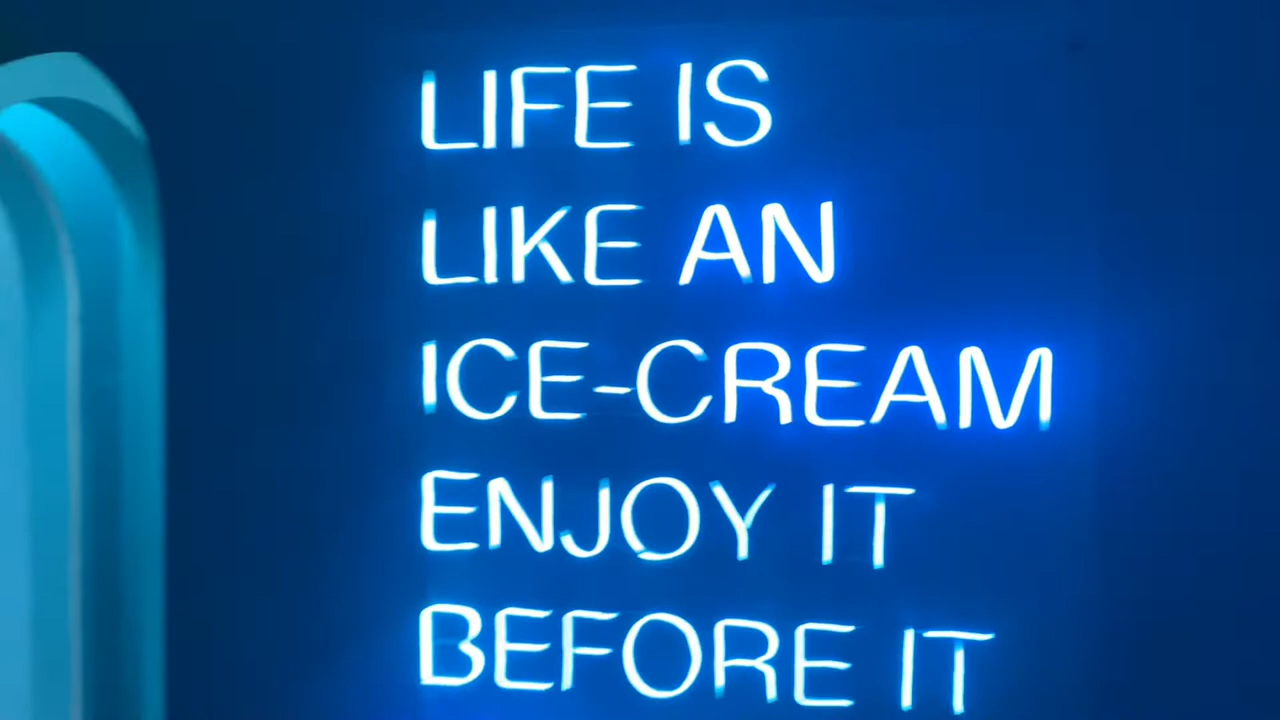 LIFE IS
LIKE AN
ICE-CREAM
ENJOY IT
BEFORE IT